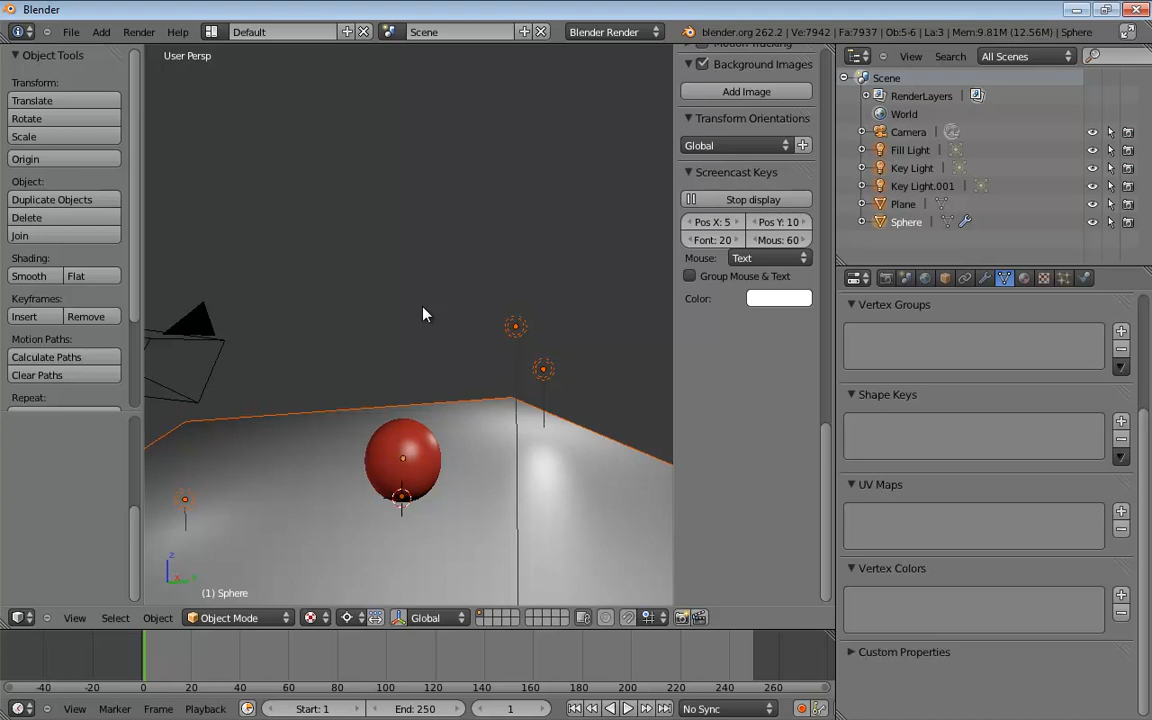 Blender
File Add Render Help Default Scene Blender Render blender.org 262.2 | Ve:7942 | Fa:7937 | Ob:5-6 | La:3 | Mem:9.81M (12.56M) | Sphere
Object Tools
Transform:
Translate
Rotate
Scale
Origin
Object:
Duplicate Objects
Delete
Join
Shading:
Smooth Flat
Keyframes:
Insert Remove
Motion Paths:
Calculate Paths
Clear Paths
Repeat:
User Persp
(1) Sphere
Background Images
Add Image
Transform Orientations
Global
Screencast Keys
Stop display
Pos X: 5 Pos Y: 10
Font: 20 Mous: 60
Mouse: Text
Group Mouse & Text
Color:
View Search All Scenes
Scene
RenderLayers
World
Camera
Fill Light
Key Light
Key Light.001
Plane
Sphere
Vertex Groups
Shape Keys
UV Maps
Vertex Colors
Custom Properties
View Select Object Object Mode Global
-40 -20 0 20 40 60 80 100 120 140 160 180 200 220 240 260
View Marker Frame Playback Start: 1 End: 250 1 No Sync